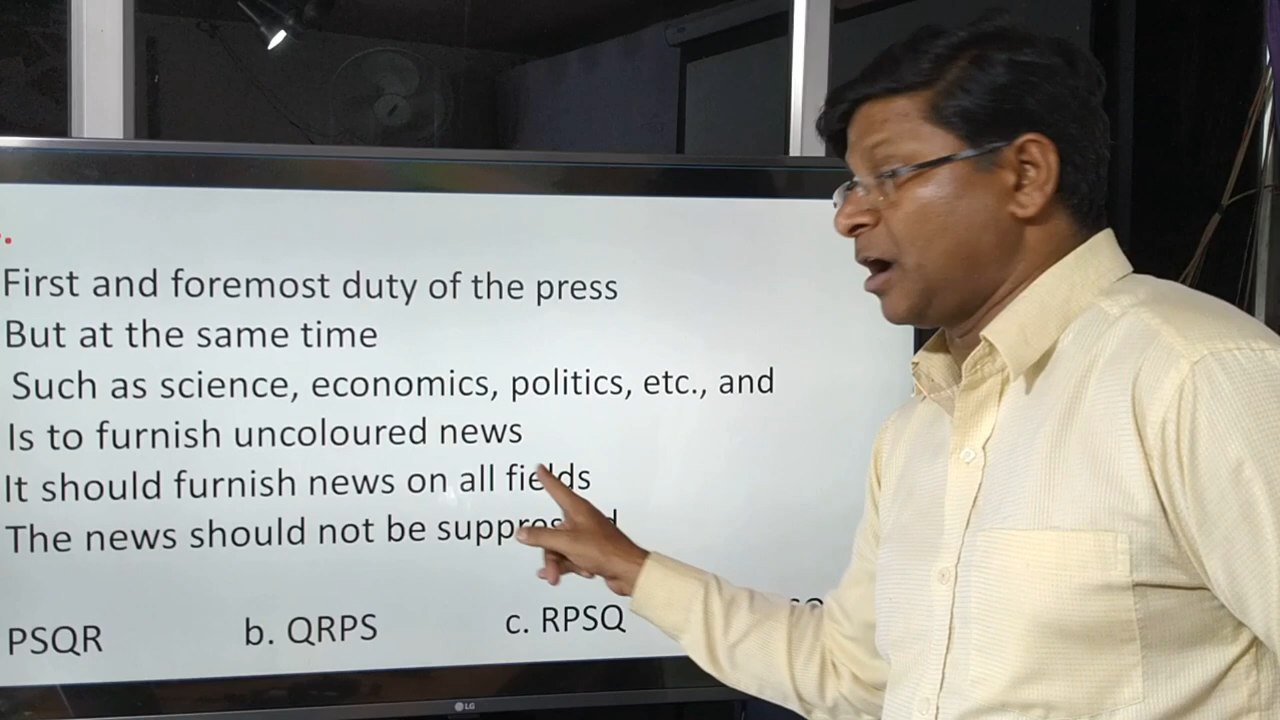 First and foremost duty of the press
But at the same time
Such as science, economics, politics, etc., and
Is to furnish uncoloured news
It should furnish news on all fields
The news should not be
PSQR b. QRPS c. RPSQ
LG